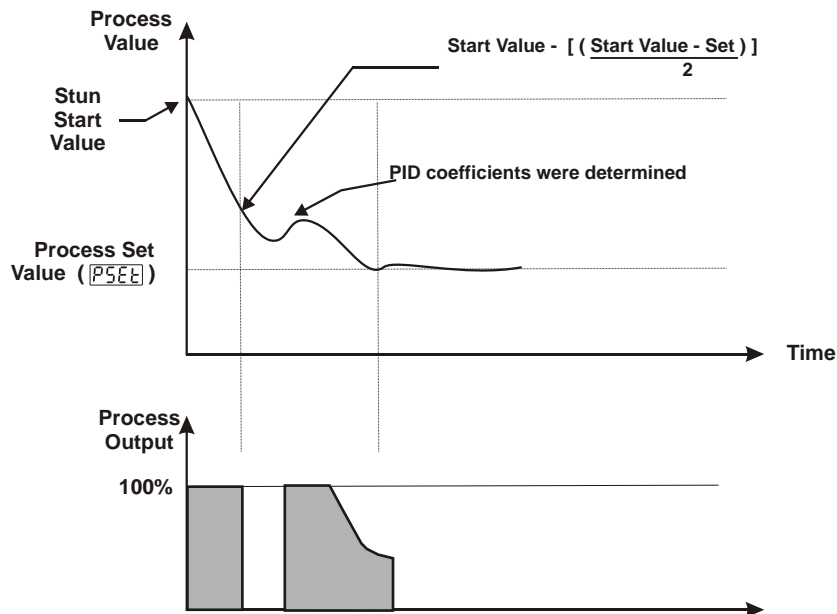 Process
Value
Start Value - [ ( Start Value - Set ) ]
2
Stun
Start
Value
PID coefficients were determined
Process Set
Value ( PSEt )
Time
Process
Output
100%